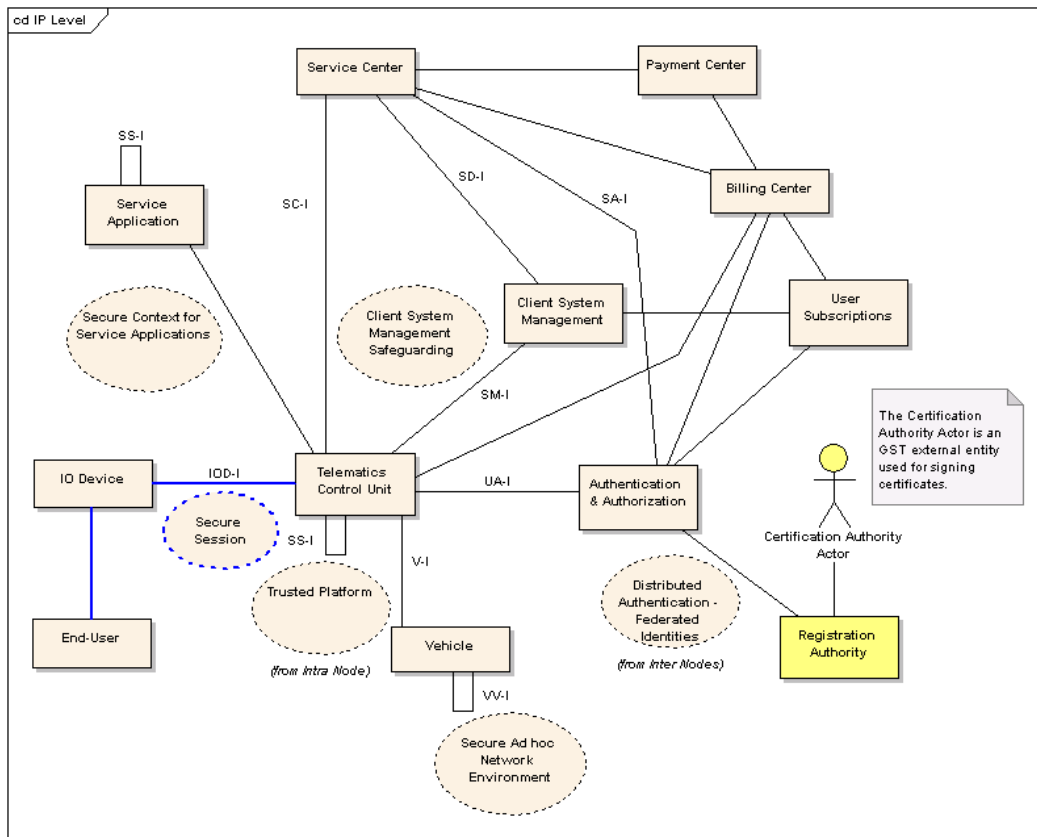 cd IP Level
Service Center
Payment Center
SS-I
Service
Application
SC-I
SD-I
SA-I
Billing Center
Secure Context for
Service Applications
Client System
Management
Safeguarding
Client System
Management
User
Subscriptions
SM-I
The Certification
Authority Actor is an
GST external entity
used for signing
certificates.
IO Device
IOD-I
Telematics
Control Unit
UA-I
Authentication
& Authorization
Secure
Session
SS-I
V-I
Certification Authority
Actor
Trusted Platform
Distributed
Authentication -
Federated
Identities
End-User
Vehicle
Registration
Authority
(from Intra Node)
(from Inter Nodes)
VV-I
Secure Ad hoc
Network
Environment